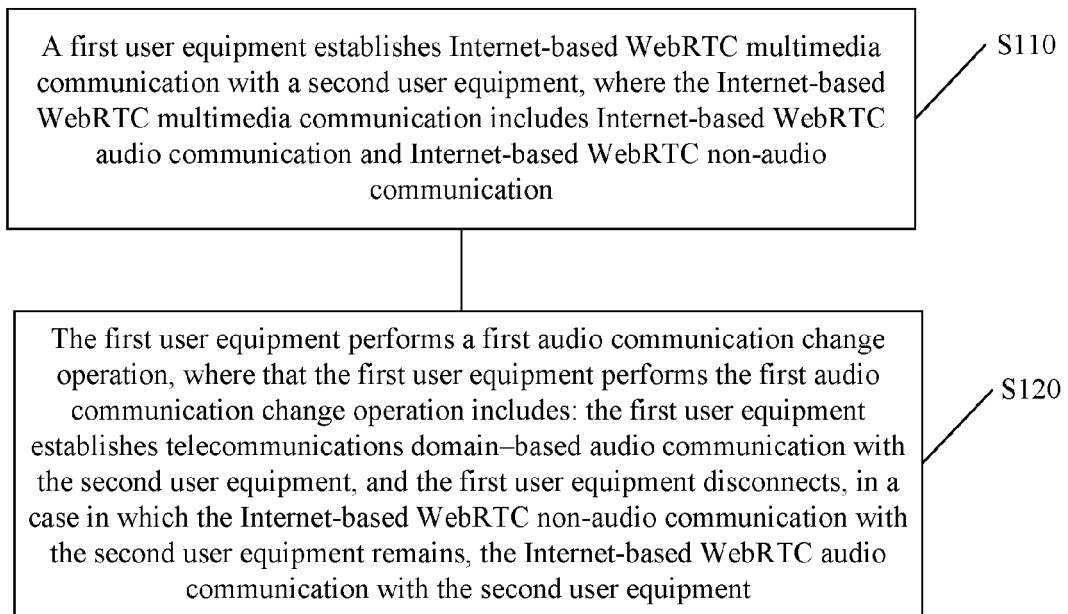 A first user equipment establishes Internet-based WebRTC multimedia
communication with a second user equipment, where the Internet-based
WebRTC multimedia communication includes Internet-based WebRTC
audio communication and Internet-based WebRTC non-audio
communication
S110
The first user equipment performs a first audio communication change
operation, where that the first user equipment performs the first audio
communication change operation includes: the first user equipment
establishes telecommunications domain–based audio communication with
the second user equipment, and the first user equipment disconnects, in a
case in which the Internet-based WebRTC non-audio communication with
the second user equipment remains, the Internet-based WebRTC audio
communication with the second user equipment
S120